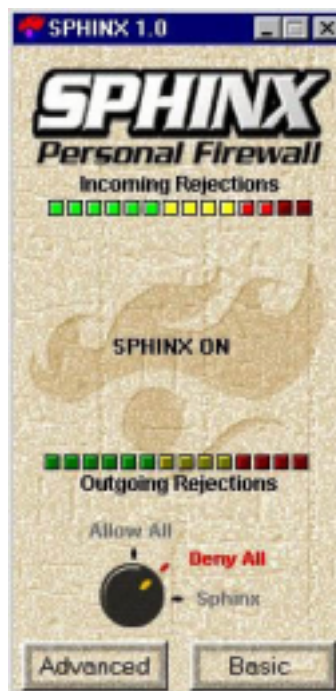 SPHINX 1.0
SPHINX
Personal Firewall
Incoming Rejections
SPHINX ON
Outgoing Rejections
Allow All
Deny All
Sphinx
Advanced
Basic